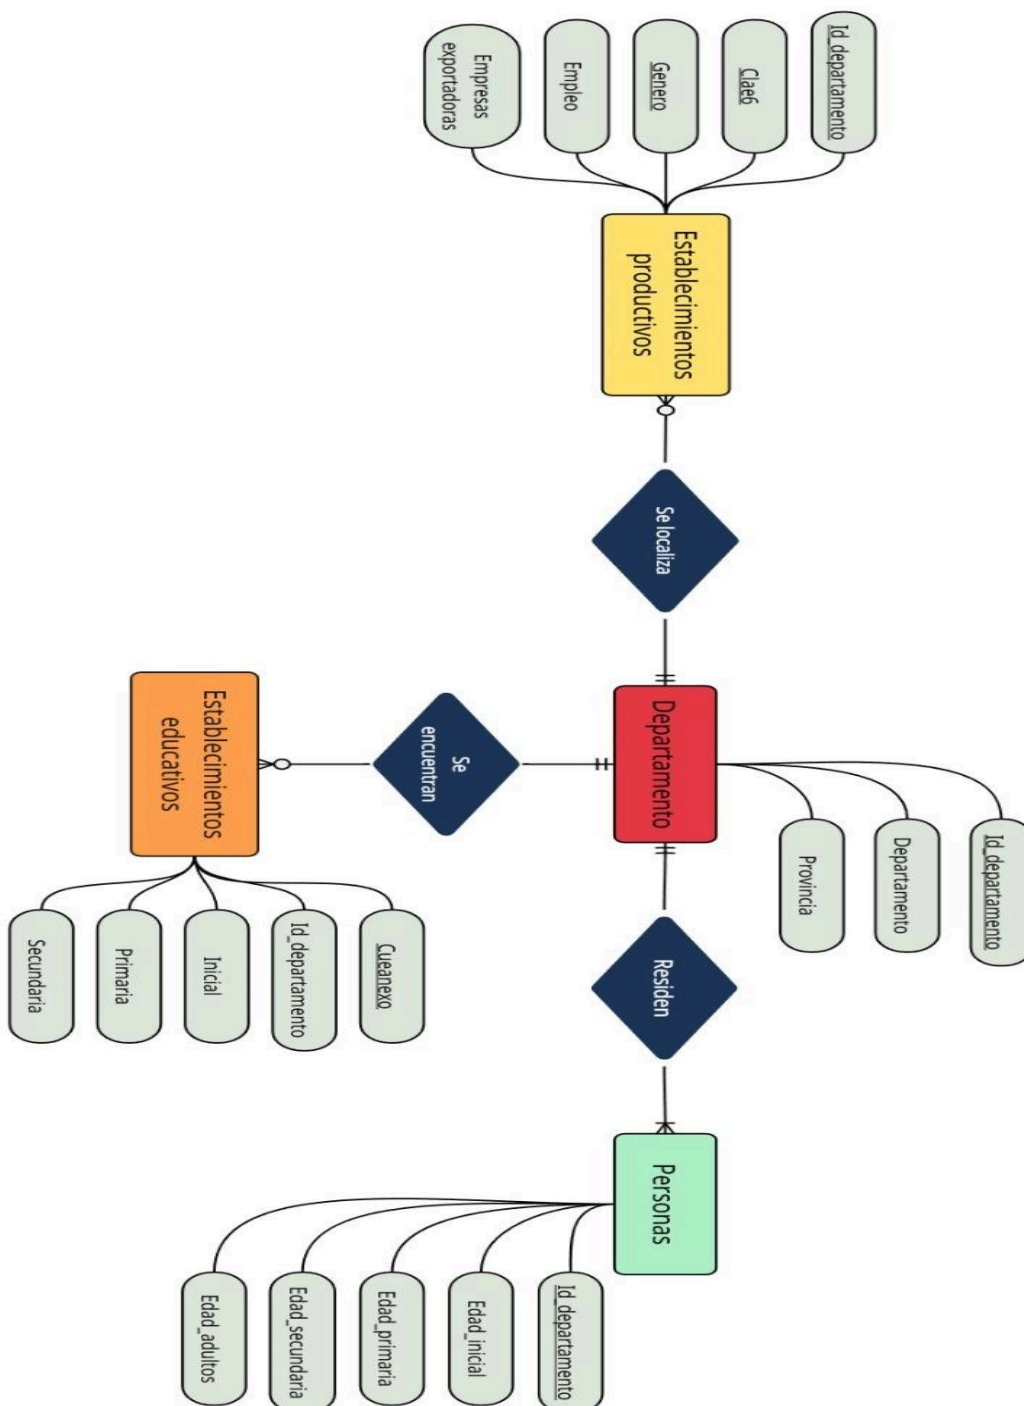 Id_departamento
Departamento
Provincia
Id_departamento
Clae6
Genero
Empleo
Empresas
exportadoras
Establecimientos
productivos
Se localiza
Departamento
Residen
Personas
Id_departamento
Edad_inicial
Edad_primaria
Edad_secundaria
Edad_adultos
Se
encuentran
Establecimientos
educativos
Cueanexo
Id_departamento
Inicial
Primaria
Secundaria